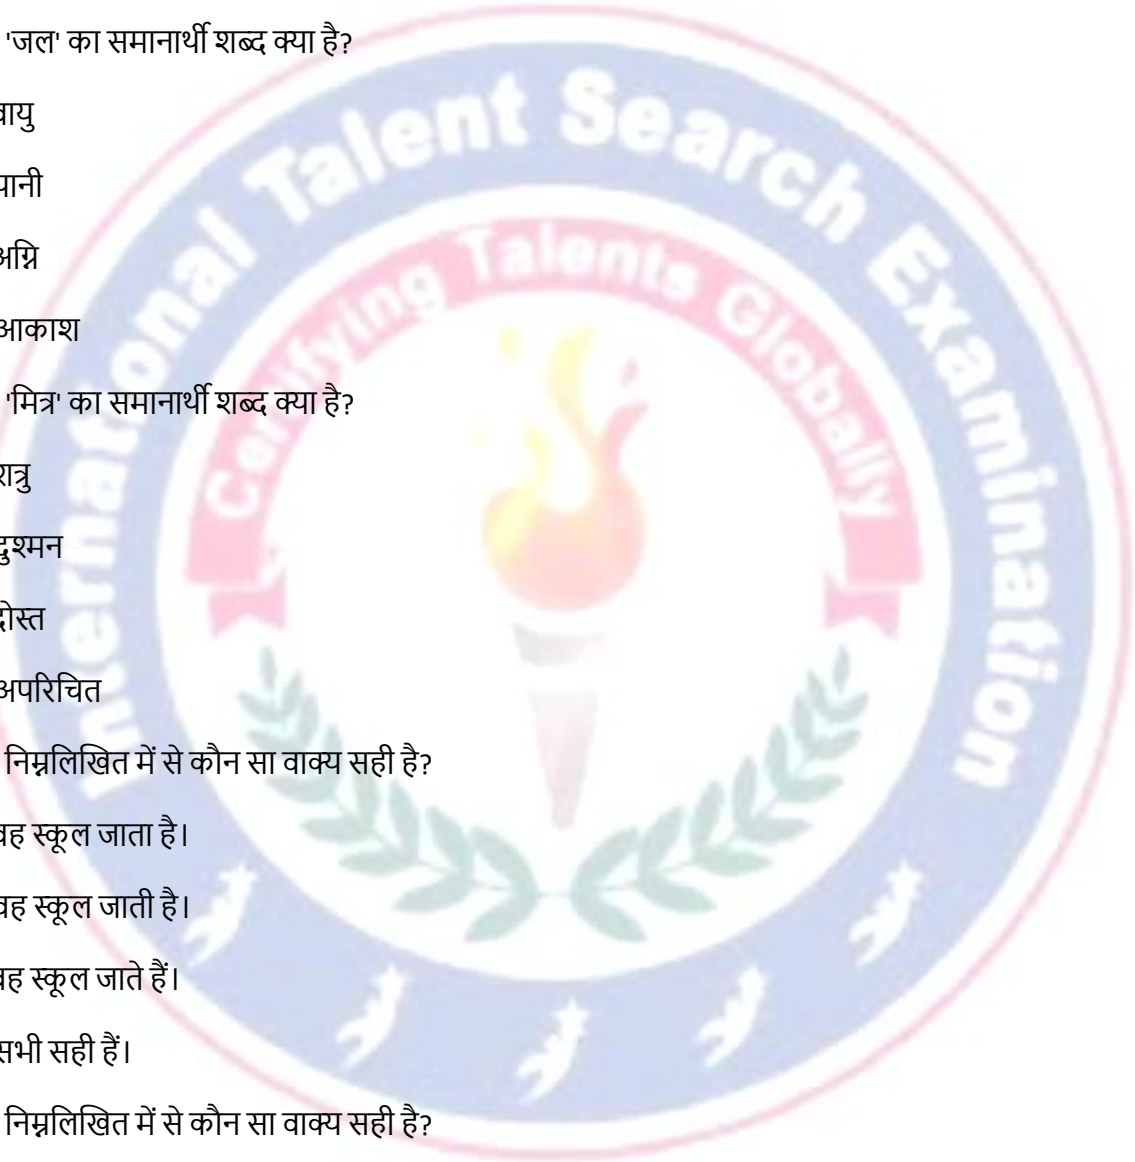 'जल' का समानार्थी शब्द क्या है?
वायु
पानी
अग्नि
आकाश
'मित्र' का समानार्थी शब्द क्या है?
शत्रु
दुश्मन
दोस्त
अपरिचित
निम्नलिखित में से कौन सा वाक्य सही है?
वह स्कूल जाता है।
वह स्कूल जाती है।
वह स्कूल जाते हैं।
सभी सही हैं।
निम्नलिखित में से कौन सा वाक्य सही है?
International Talent Search Examination
Certifying Talents Globally